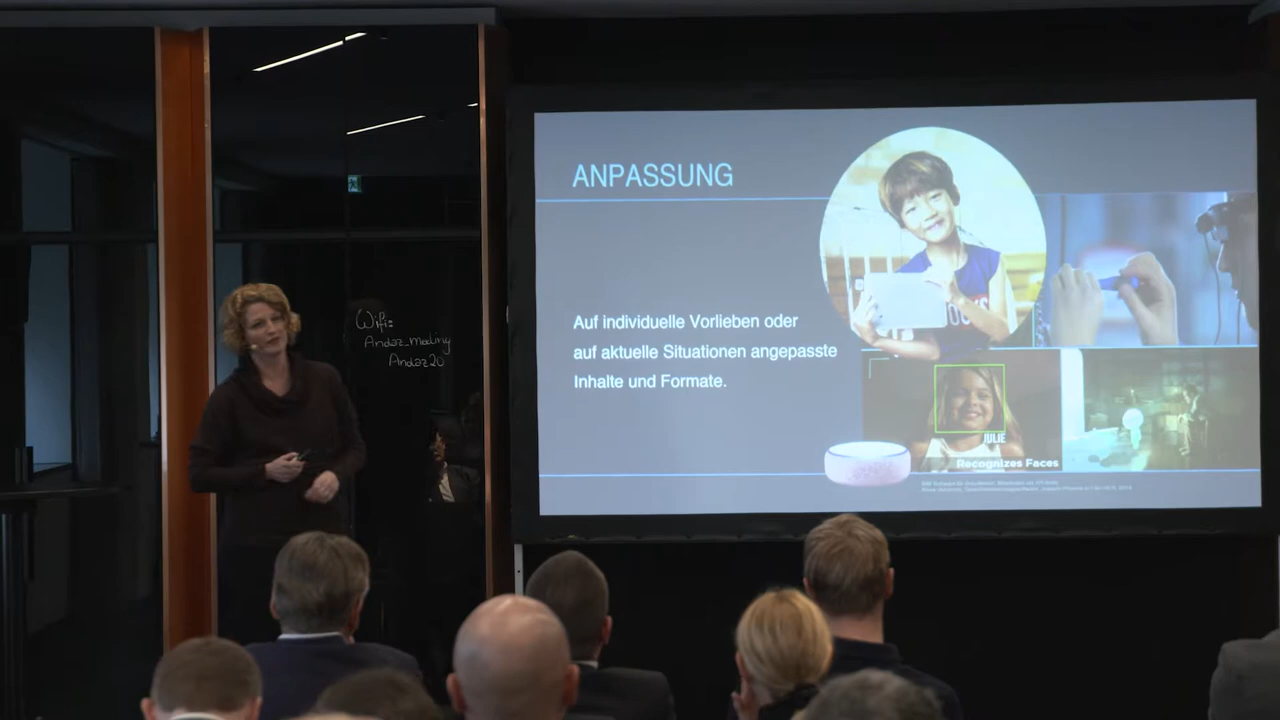 ANPASSUNG
Auf individuelle Vorlieben oder
auf aktuelle Situationen angepasste
Inhalte und Formate.
JULIE
Recognizes Faces
Wifi:
Andaz_Meeting
Andaz20